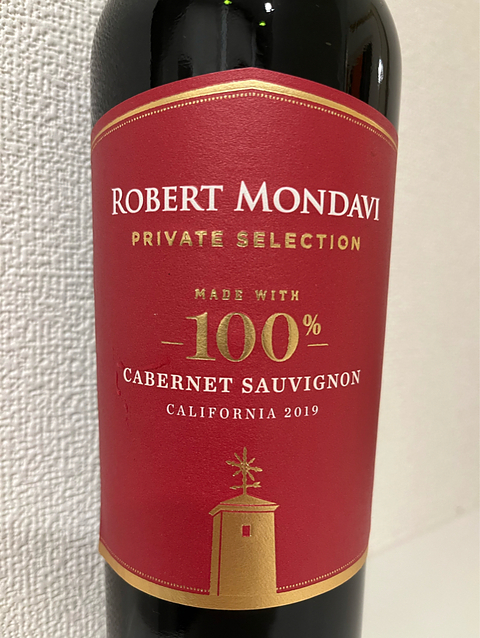 ROBERT MONDAVI
PRIVATE SELECTION
MADE WITH
-100%-
CABERNET SAUVIGNON
CALIFORNIA 2019